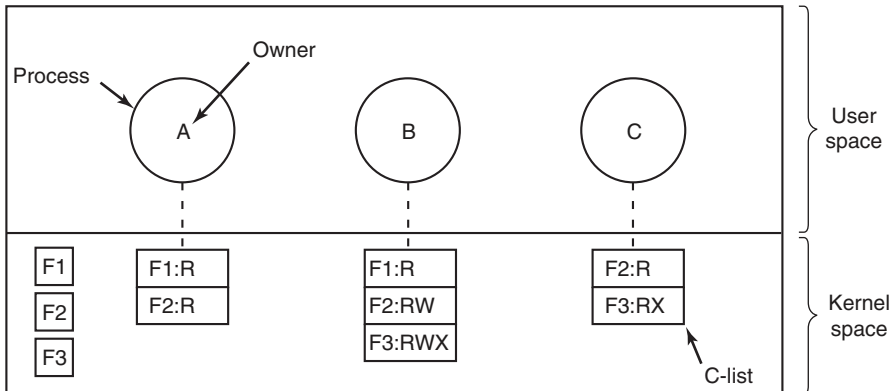 Owner
Process
A
B
C
User
space
F1
F2
F3
F1:R
F2:R
F1:R
F2:RW
F3:RWX
F2:R
F3:RX
C-list
Kernel
space